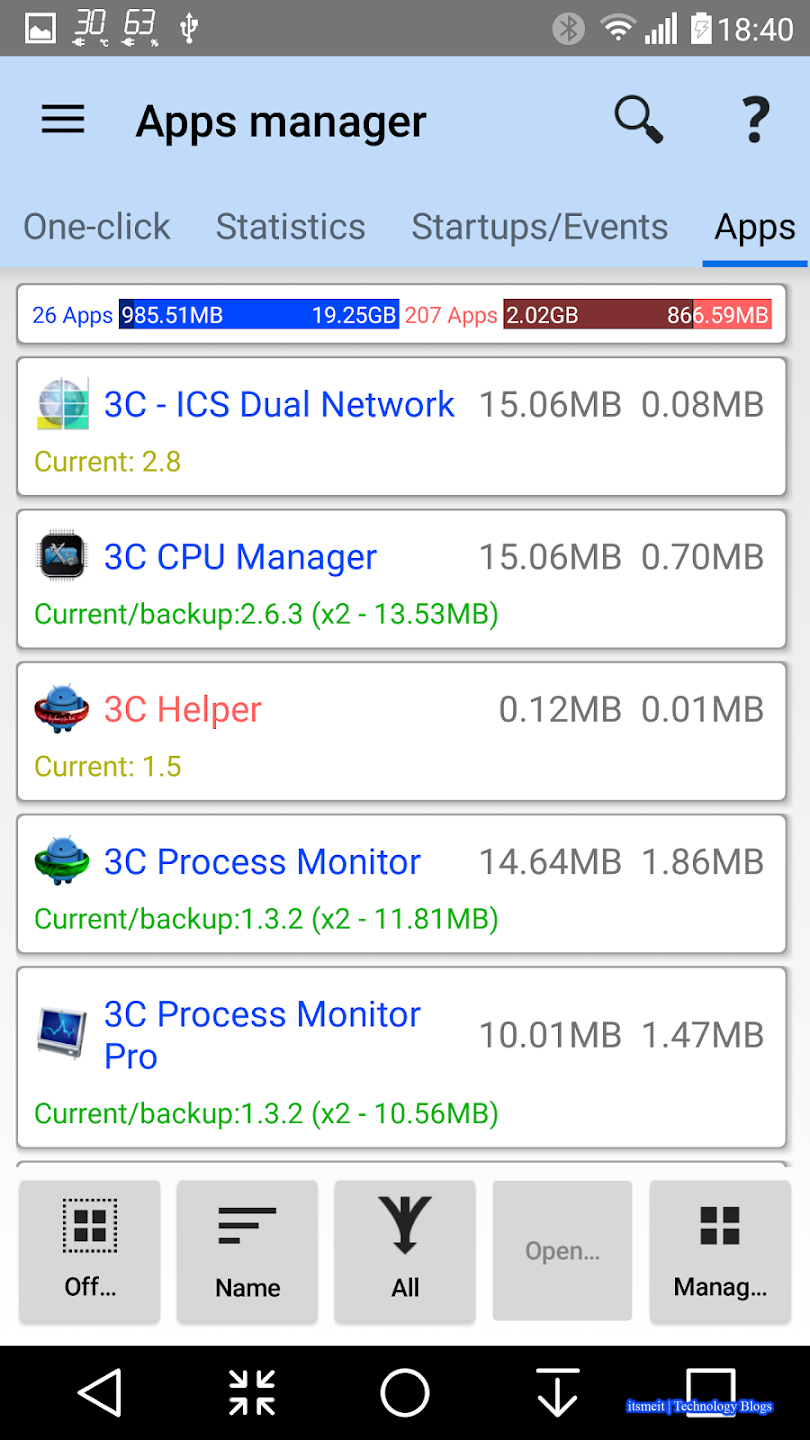 30 °C 63 % 18:40
Apps manager ?
One-click Statistics Startups/Events Apps
26 Apps 985.51MB 19.25GB 207 Apps 2.02GB 866.59MB
3C - ICS Dual Network 15.06MB 0.08MB
Current: 2.8
3C CPU Manager 15.06MB 0.70MB
Current/backup:2.6.3 (x2 - 13.53MB)
3C Helper 0.12MB 0.01MB
Current: 1.5
3C Process Monitor 14.64MB 1.86MB
Current/backup:1.3.2 (x2 - 11.81MB)
3C Process Monitor 10.01MB 1.47MB
Pro
Current/backup:1.3.2 (x2 - 10.56MB)
Off... Name All Open... Manag...
itsmeit | Technology Blogs